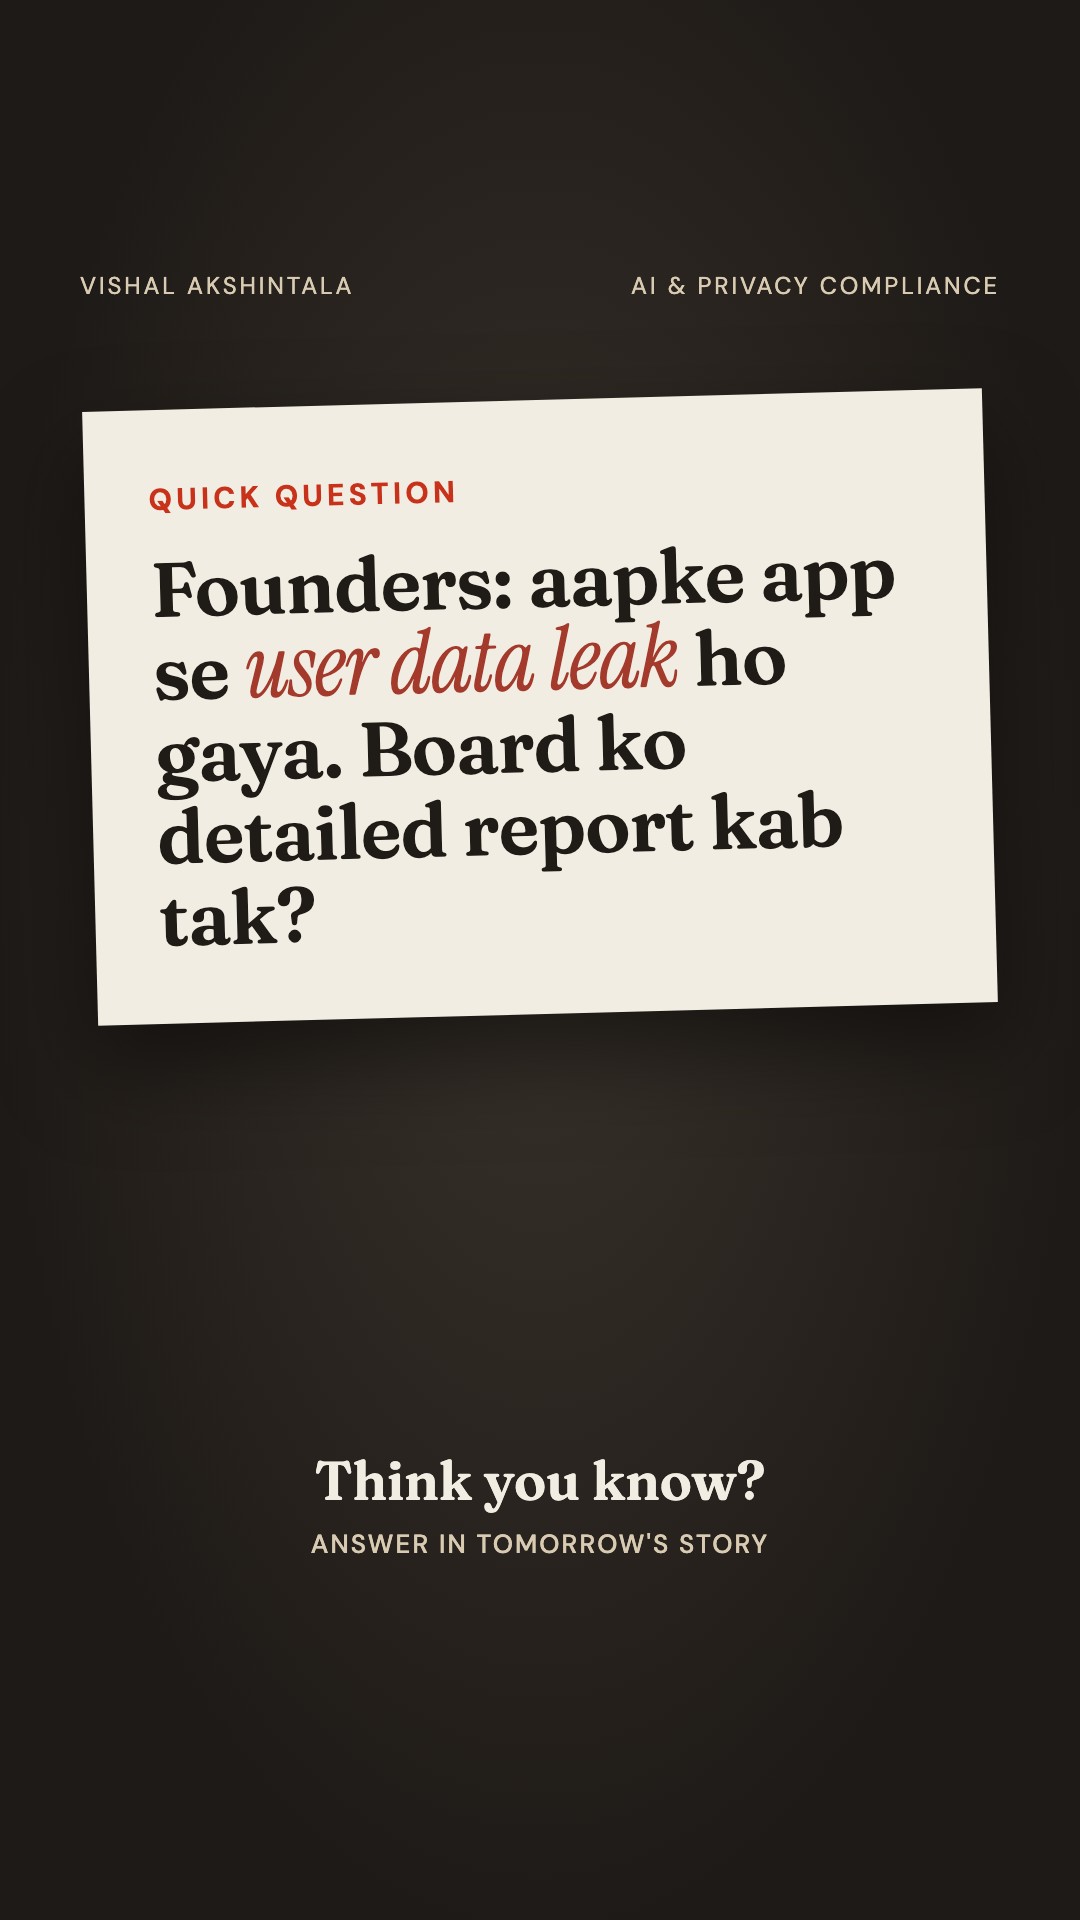 VISHAL AKSHINTALA
AI & PRIVACY COMPLIANCE
QUICK QUESTION
Founders: aapke app
se user data leak ho
gaya. Board ko
detailed report kab
tak?
Think you know?
ANSWER IN TOMORROW'S STORY